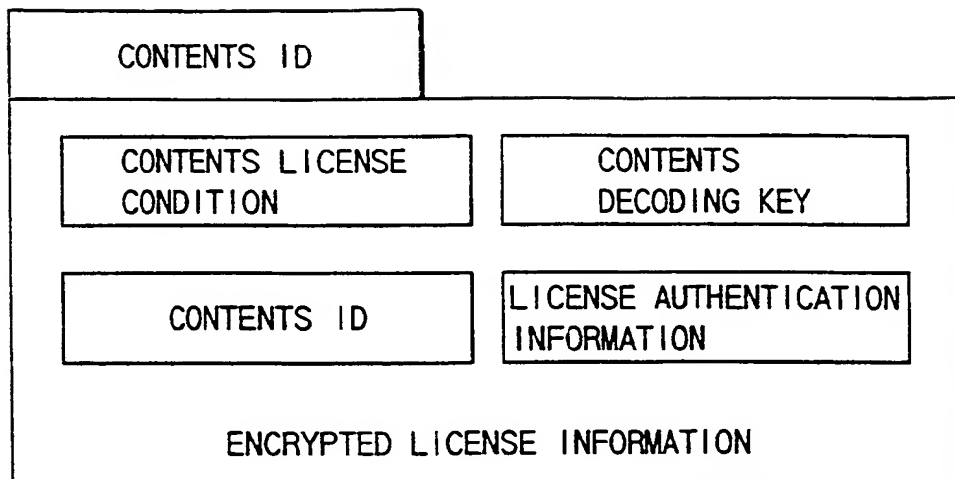 CONTENTS ID
CONTENTS LICENSE
CONDITION
CONTENTS
DECODING KEY
CONTENTS ID
LICENSE AUTHENTICATION
INFORMATION
ENCRYPTED LICENSE INFORMATION